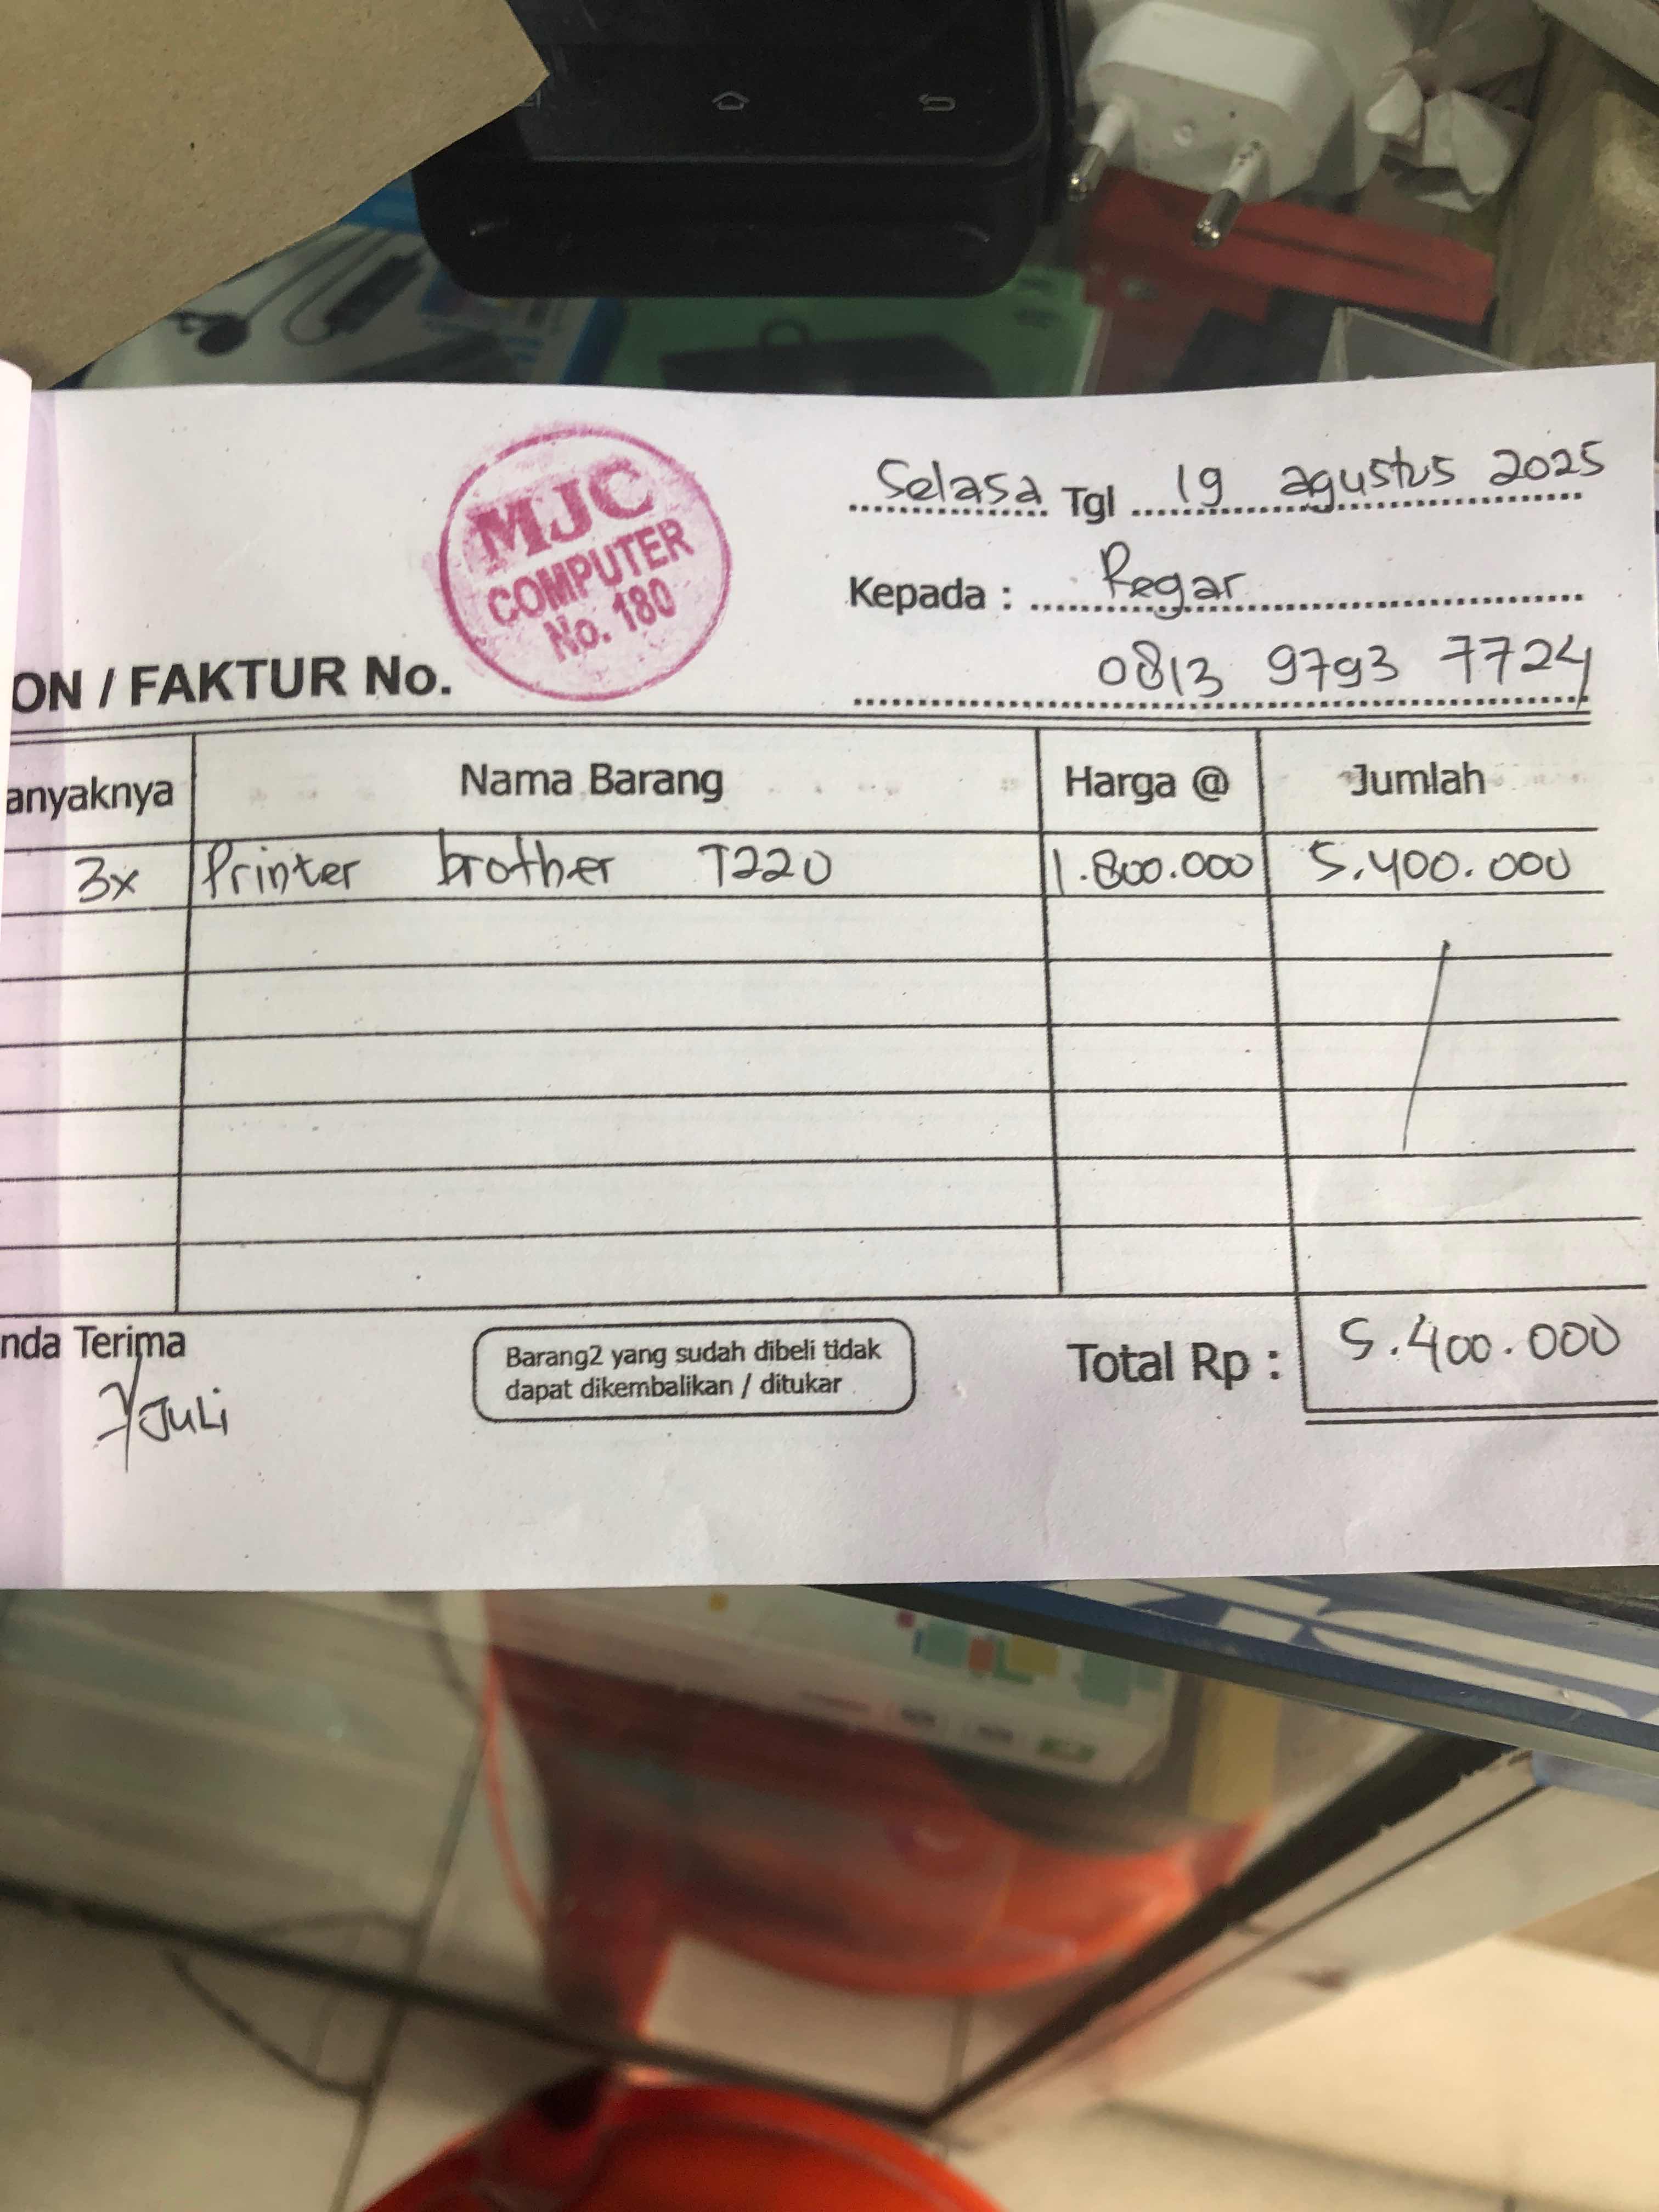 MJC
COMPUTER
No. 180
Selasa Tgl 19 agustus 2025
Kepada : Regar
0813 9793 7724
ON / FAKTUR No.
anyaknya Nama Barang Harga @ Jumlah
3x Printer brother T220 1.800.000 5.400.000
nda Terima
Juli
Barang2 yang sudah dibeli tidak
dapat dikembalikan / ditukar
Total Rp : 5.400.000